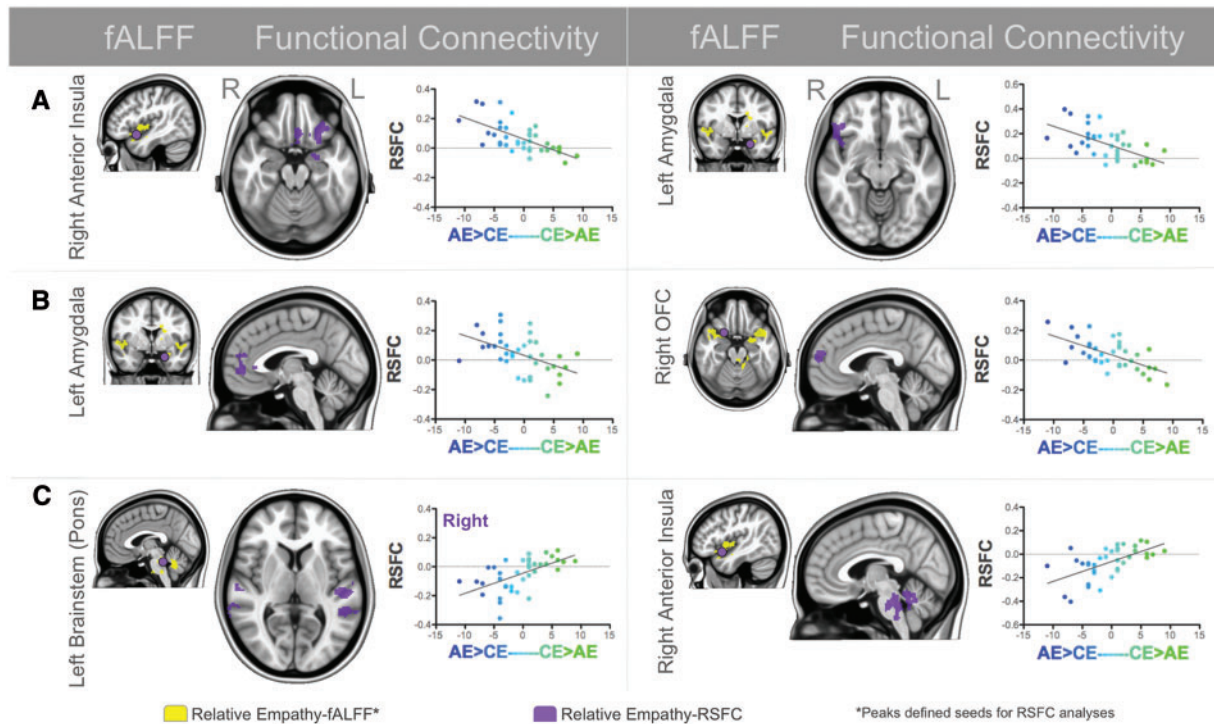 fALFF Functional Connectivity fALFF Functional Connectivity
A
Right Anterior Insula
R L
RSFC
0.4
0.2
0.0
-0.2
-0.4
-15 -10 -5 0 5 10 15
AE>CE------CE>AE
Left Amygdala
R L
RSFC
0.6
0.4
0.2
0.0
-0.2
-0.4
-15 -10 -5 0 5 10 15
AE>CE------CE>AE
B
Left Amygdala
RSFC
0.4
0.2
0.0
-0.2
-0.4
-15 -10 -5 0 5 10 15
AE>CE------CE>AE
Right OFC
RSFC
0.4
0.2
0.0
-0.2
-0.4
-15 -10 -5 0 5 10 15
AE>CE------CE>AE
C
Left Brainstem (Pons)
Right
RSFC
0.4
0.2
0.0
-0.2
-0.4
-15 -10 -5 0 5 10 15
AE>CE------CE>AE
Right Anterior Insula
RSFC
0.4
0.2
0.0
-0.2
-0.4
-15 -10 -5 0 5 10 15
AE>CE------CE>AE
Relative Empathy-fALFF* Relative Empathy-RSFC *Peaks defined seeds for RSFC analyses